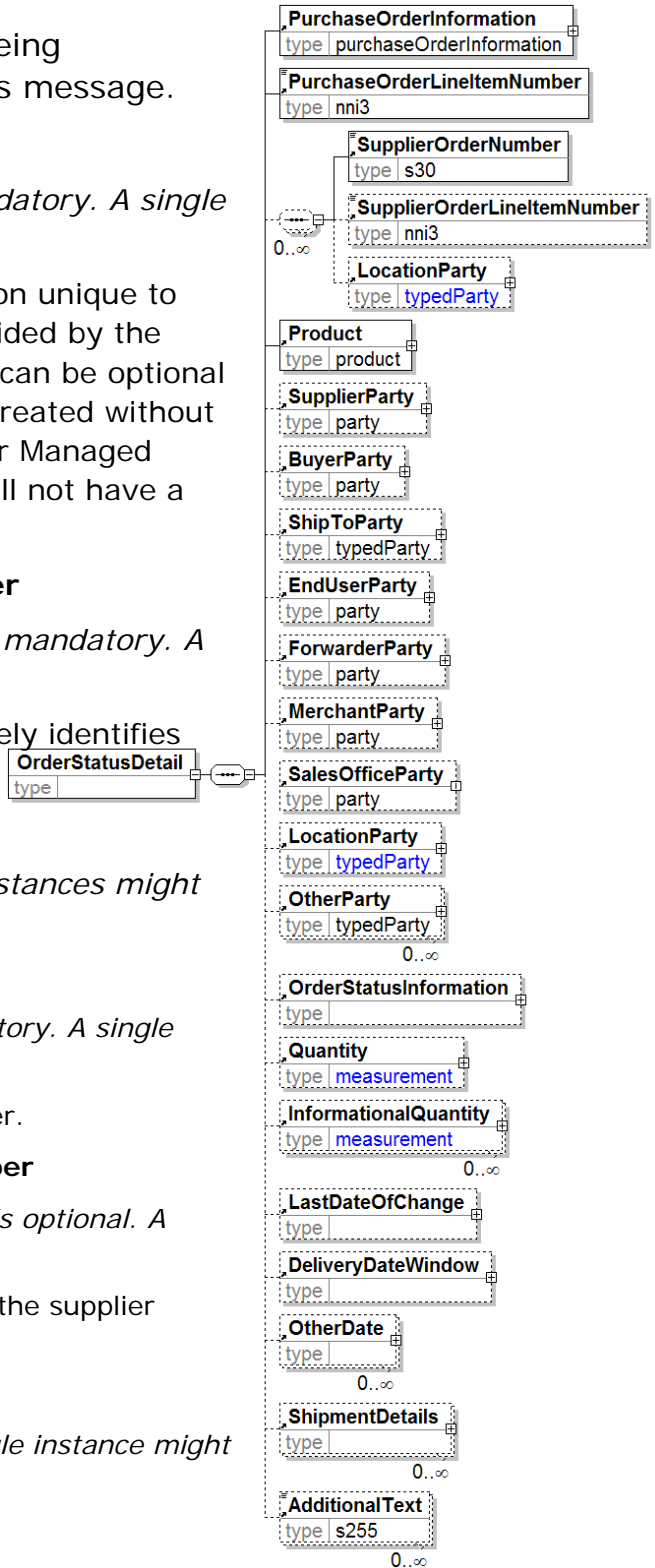 eing
s message.
datory. A single
on unique to
ided by the
can be optional
reated without
r Managed
ll not have a
er
mandatory. A
ely identifies
stances might
tory. A single
er.
ber
is optional. A
the supplier
gle instance might
OrderStatusDetail
type
PurchaseOrderInformation
type purchaseOrderInformation
PurchaseOrderLineItemNumber
type nni3
0..∞
SupplierOrderNumber
type s30
SupplierOrderLineItemNumber
type nni3
LocationParty
type typedParty
Product
type product
SupplierParty
type party
BuyerParty
type party
ShipToParty
type typedParty
EndUserParty
type party
ForwarderParty
type party
MerchantParty
type party
SalesOfficeParty
type party
LocationParty
type typedParty
OtherParty
type typedParty
0..∞
OrderStatusInformation
type
Quantity
type measurement
InformationalQuantity
type measurement
0..∞
LastDateOfChange
type
DeliveryDateWindow
type
OtherDate
type
0..∞
ShipmentDetails
type
0..∞
AdditionalText
type s255
0..∞